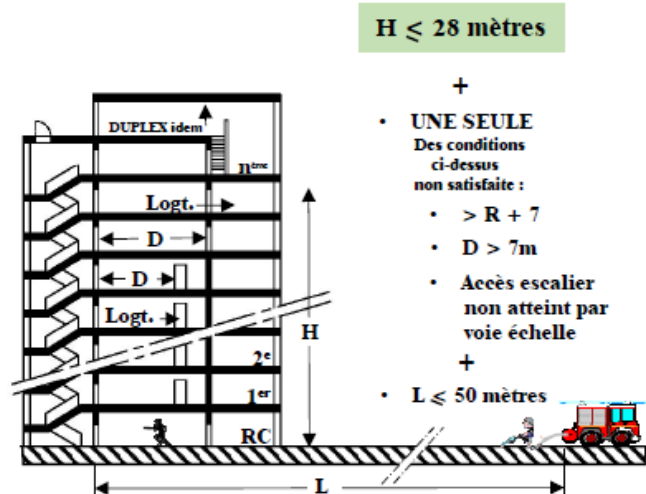 H ⩽ 28 mètres
+
• UNE SEULE
Des conditions
ci-dessus
non satisfaite :
• > R + 7
• D > 7m
• Accès escalier
non atteint par
voie échelle
+
• L ⩽ 50 mètres
DUPLEX idem
nième
Logt.
D
D
Logt.
H
2e
1er
RC
L